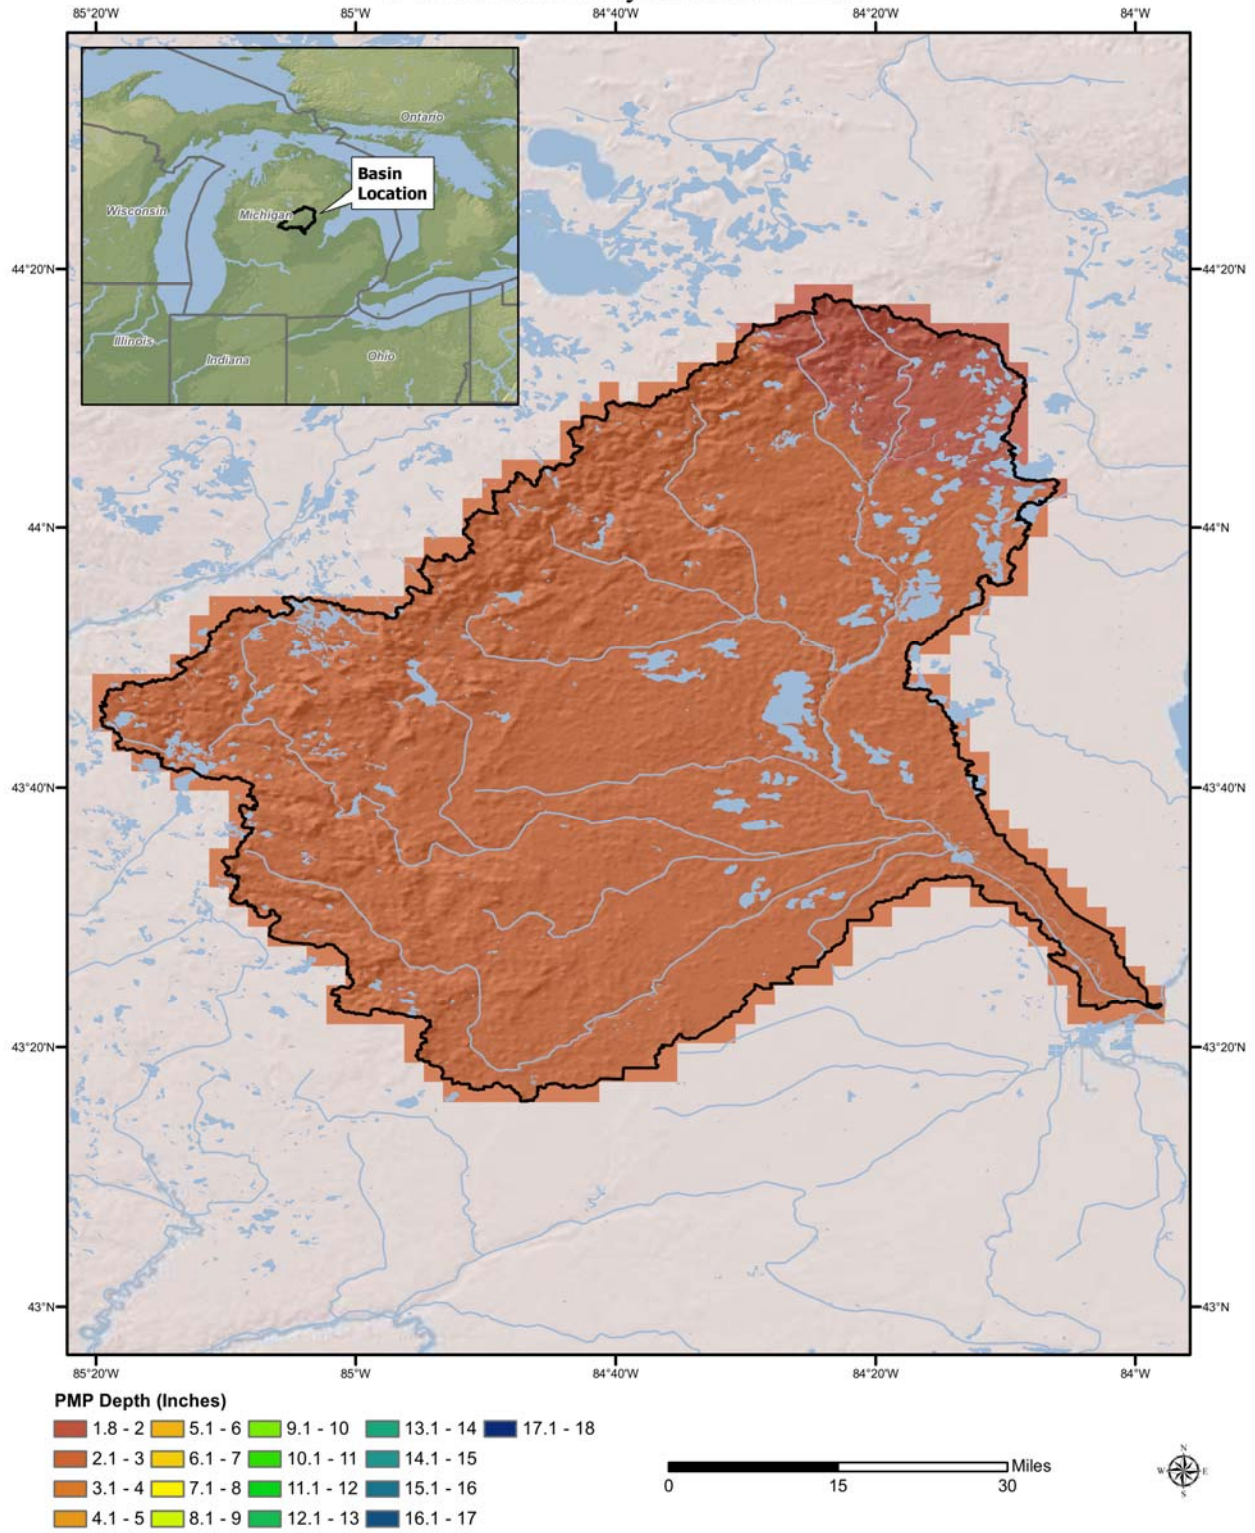 85°20'W 85°0'W 84°40'W 84°20'W 84°0'W
Ontario
Basin
Location
Wisconsin
Michigan
Illinois
Indiana
Ohio
44°20'N 44°20'N
44°N 44°N
43°40'N 43°40'N
43°20'N 43°20'N
43°N 43°N
85°20'W 85°0'W 84°40'W 84°20'W 84°0'W
PMP Depth (Inches)
1.8 - 2 5.1 - 6 9.1 - 10 13.1 - 14 17.1 - 18
2.1 - 3 6.1 - 7 10.1 - 11 14.1 - 15
3.1 - 4 7.1 - 8 11.1 - 12 15.1 - 16
4.1 - 5 8.1 - 9 12.1 - 13 16.1 - 17
Miles
0 15 30
N
W E
S